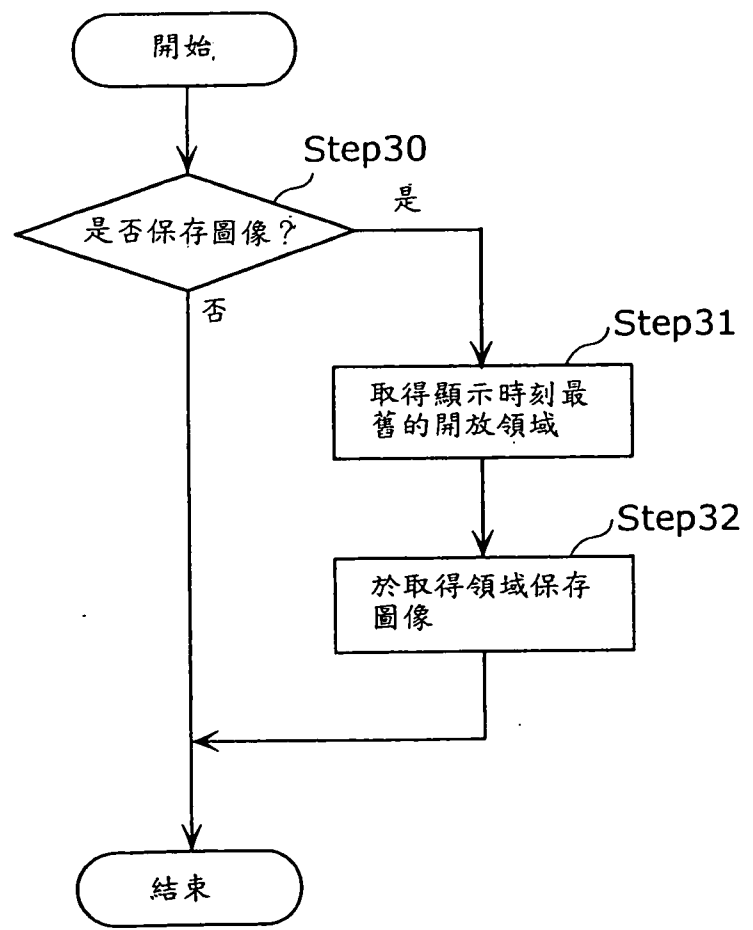 開始
Step30
是否保存圖像？
是
否
Step31
取得顯示時刻最
舊的開放領域
Step32
於取得領域保存
圖像
結束